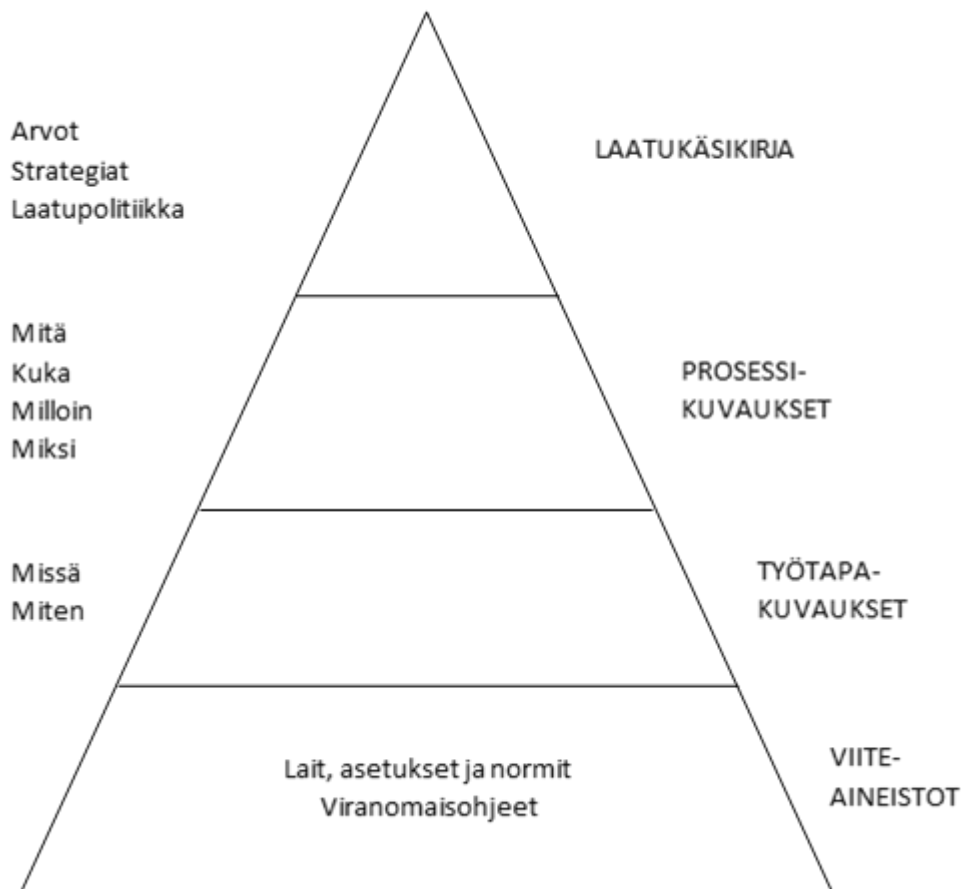 Arvot
Strategiat
Laatupolitiikka
LAATUKÄSIKIRJA
Mitä
Kuka
Milloin
Miksi
PROSESSI-
KUVAUKSET
Missä
Miten
TYÖTAPA-
KUVAUKSET
Lait, asetukset ja normit
Viranomaisohjeet
VIITE-
AINEISTOT